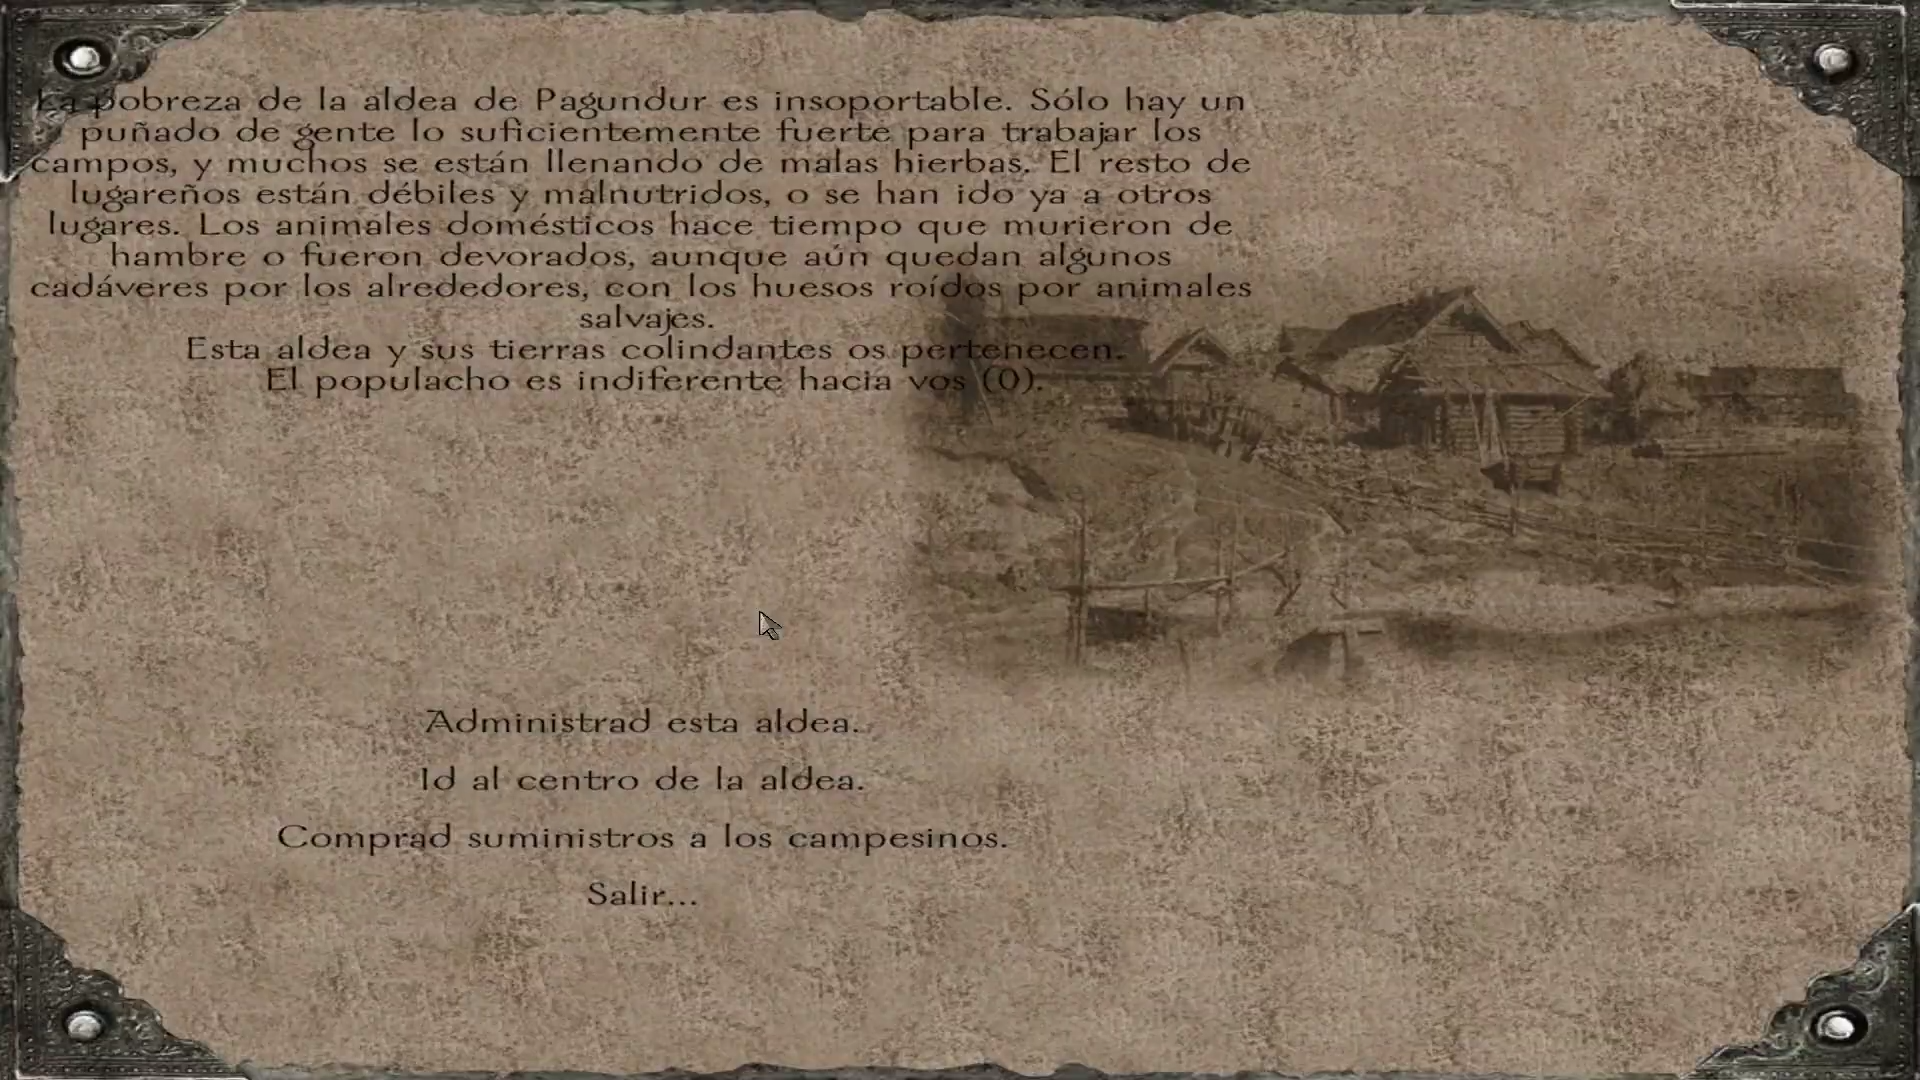 La pobreza de la aldea de Pagundur es insoportable. Sólo hay un
puñado de gente lo suficientemente fuerte para trabajar los
campos, y muchos se están llenando de malas hierbas. El resto de
lugareños están débiles y malnutridos, o se han ido ya a otros
lugares. Los animales domésticos hace tiempo que murieron de
hambre o fueron devorados, aunque aún quedan algunos
cadáveres por los alrededores, con los huesos roídos por animales
salvajes.
Esta aldea y sus tierras colindantes os pertenecen.
El populacho es indiferente hacia vos (0).
Administrad esta aldea.
Id al centro de la aldea.
Comprad suministros a los campesinos.
Salir...